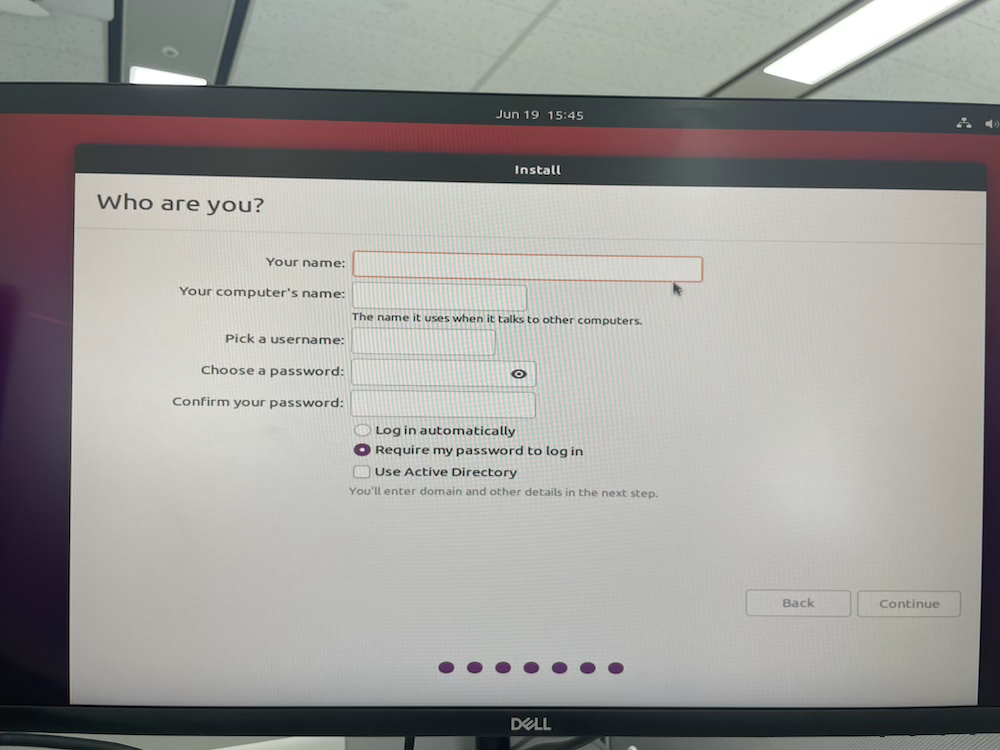 Jun 19 15:45
Install
Who are you?
Your name:
Your computer's name:
The name it uses when it talks to other computers.
Pick a username:
Choose a password:
Confirm your password:
Log in automatically
Require my password to log in
Use Active Directory
You'll enter domain and other details in the next step.
Back Continue
DELL